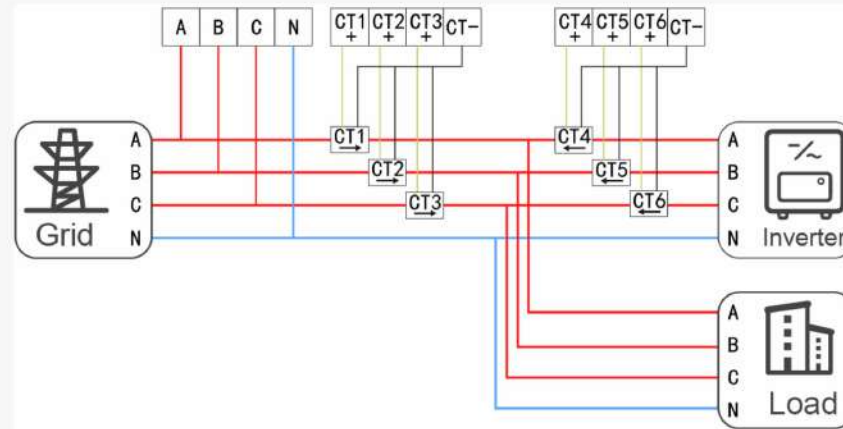 A B C N CT1+ CT2+ CT3+ CT- CT4+ CT5+ CT6+ CT-
A CT1 CT4 A
B CT2 CT5 B
C CT3 CT6 C
Grid N N Inverter
A
B
C
N Load